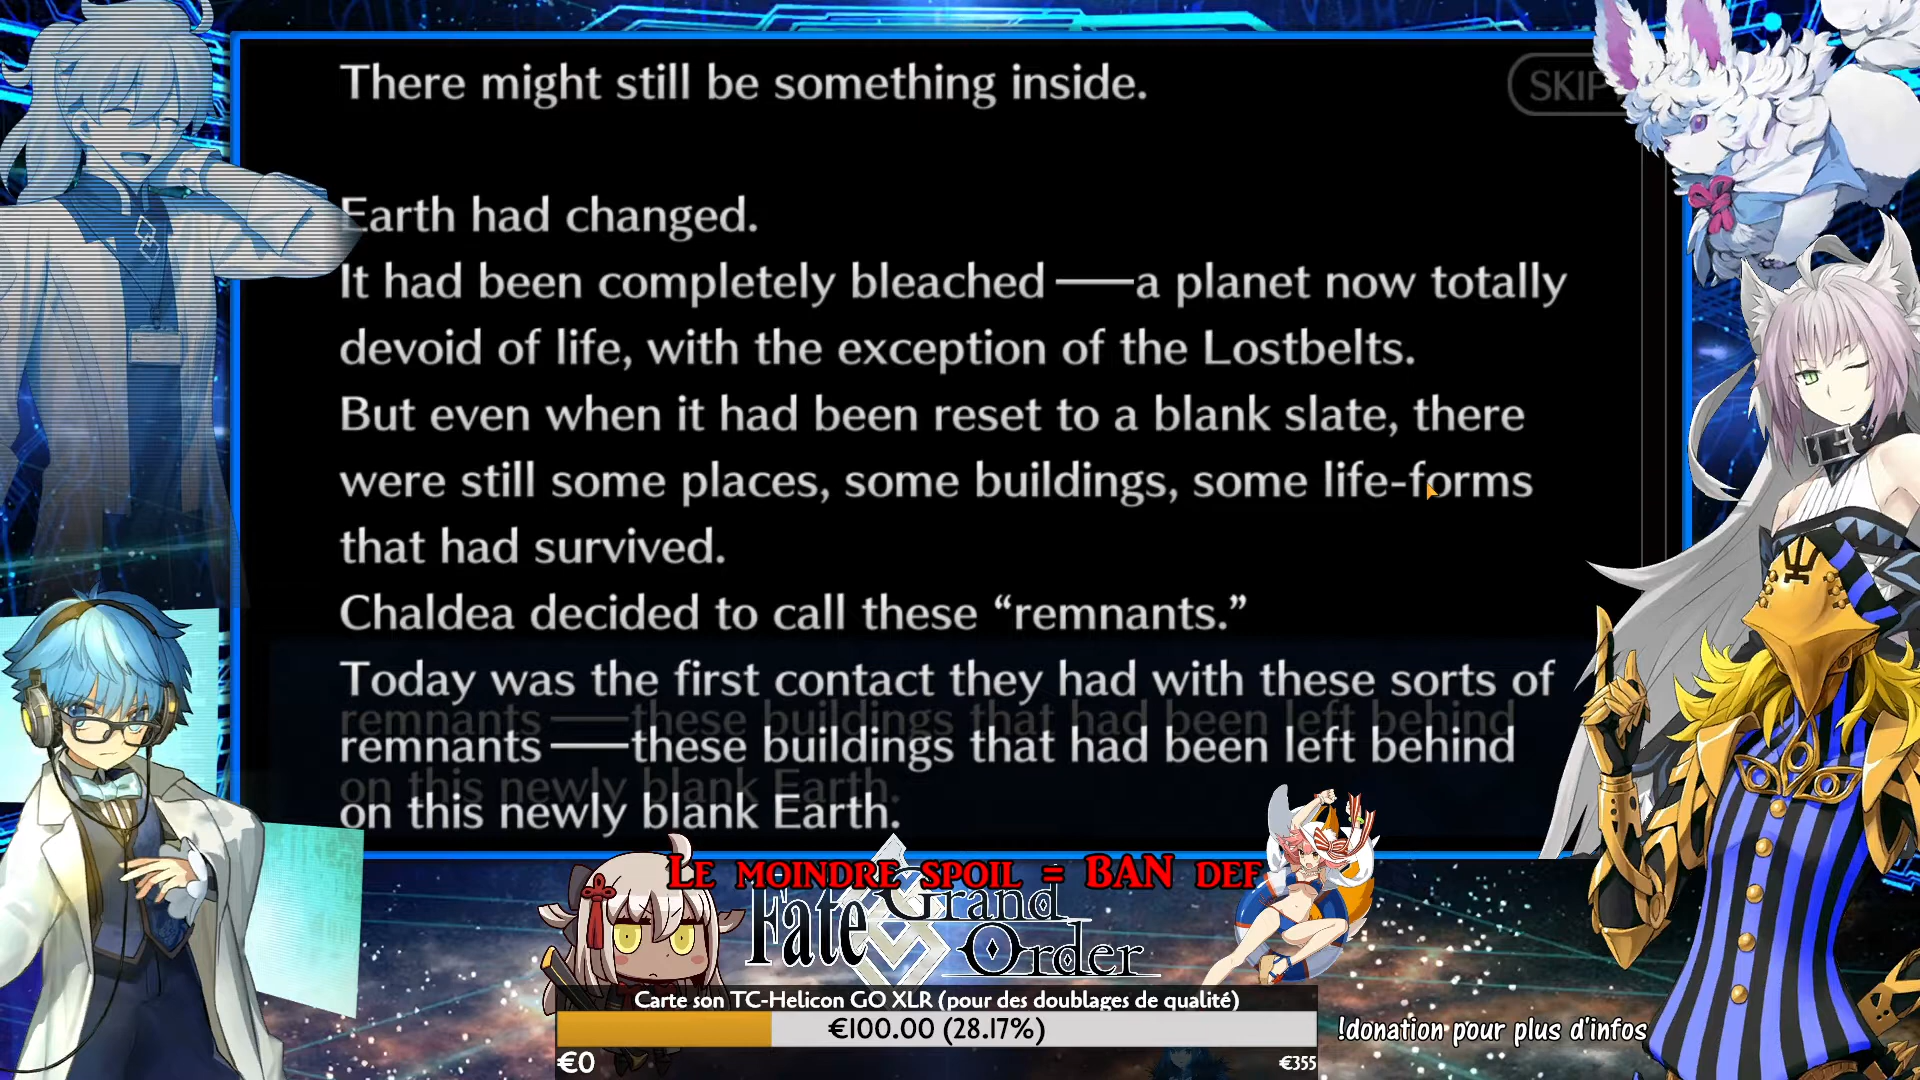 There might still be something inside.
SKIP
Earth had changed.
It had been completely bleached ──a planet now totally
devoid of life, with the exception of the Lostbelts.
But even when it had been reset to a blank slate, there
were still some places, some buildings, some life-forms
that had survived.
Chaldea decided to call these “remnants.”
Today was the first contact they had with these sorts of
remnants ──these buildings that had been left behind
on this newly blank Earth.
Le moindre spoil = BAN def
Fate Grand
Order
Carte son TC-Helicon GO XLR (pour des doublages de qualité)
€100.00 (28.17%)
€0
€355
!donation pour plus d'infos